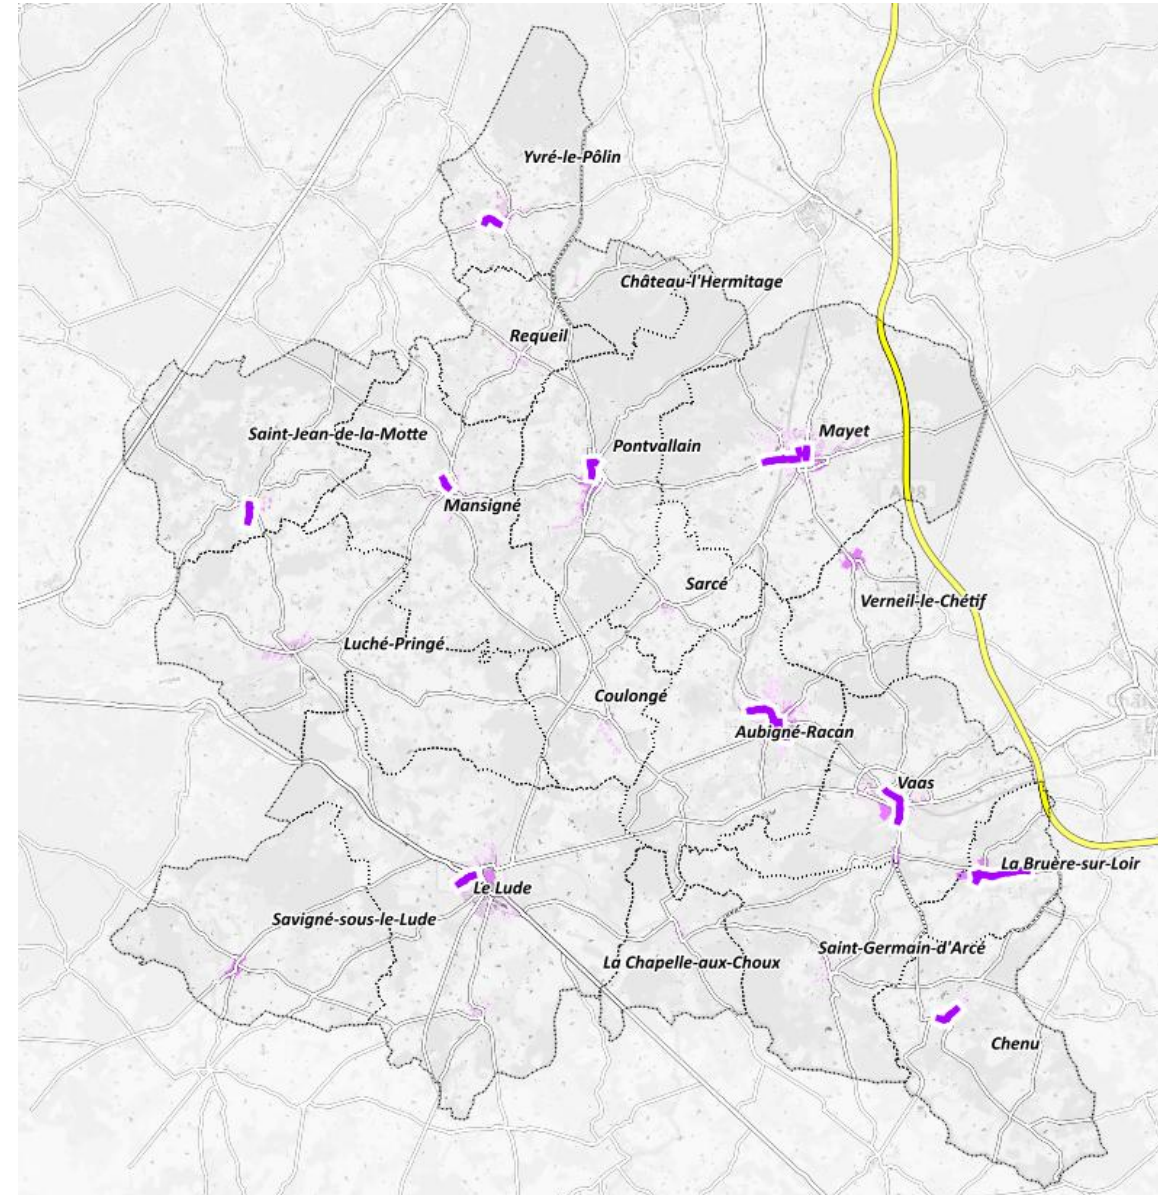 Yvré-le-Pôlin
Château-l'Hermitage
Requeil
Saint-Jean-de-la-Motte
Mayet
Pontvallain
Mansigné
Sarcé
Verneil-le-Chétif
Luché-Pringé
Coulongé
Aubigné-Racan
Vaas
La Bruère-sur-Loir
Le Lude
Savigné-sous-le-Lude
Saint-Germain-d'Arcé
La Chapelle-aux-Choux
Chenu